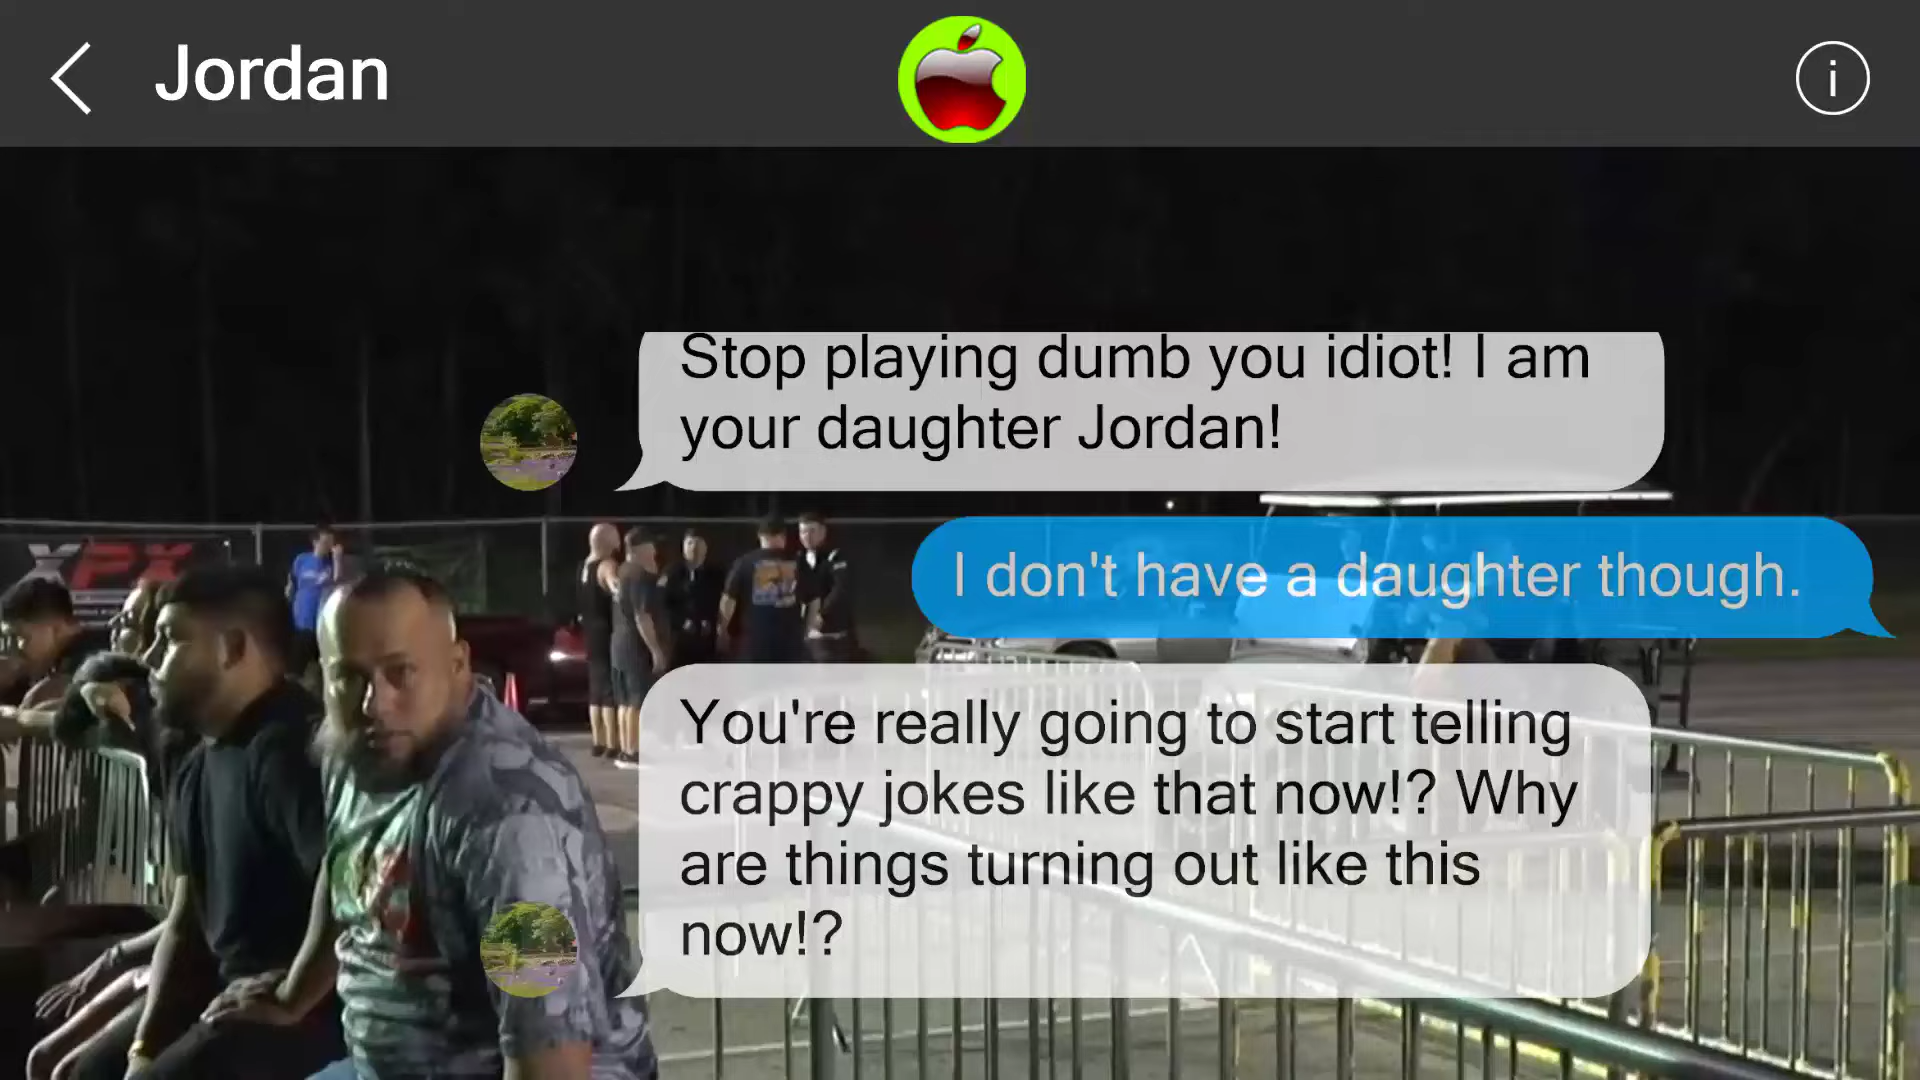 Jordan
Stop playing dumb you idiot! I am
your daughter Jordan!
I don't have a daughter though.
XPX
You're really going to start telling
crappy jokes like that now!? Why
are things turning out like this
now!?